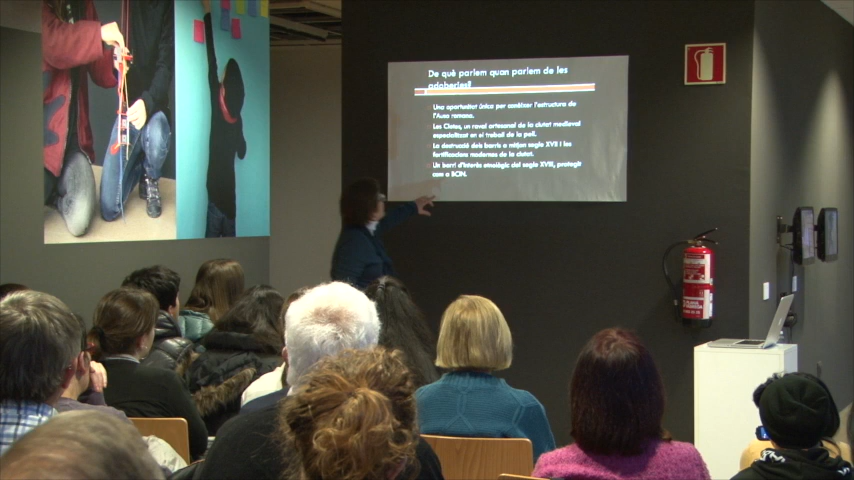 De què parlem quan parlem de les
adoberies?
Una oportunitat única per conèixer l'estructura de
l'Ausa romana.
Les Clotes, un raval artesanal de la ciutat medieval
especialitzat en el treball de la pell.
La destrucció dels barris a mitjan segle XVII i les
fortificacions modernes de la ciutat.
Un barri d'interès etnològic del segle XVIII, protegit
com a BCIN.